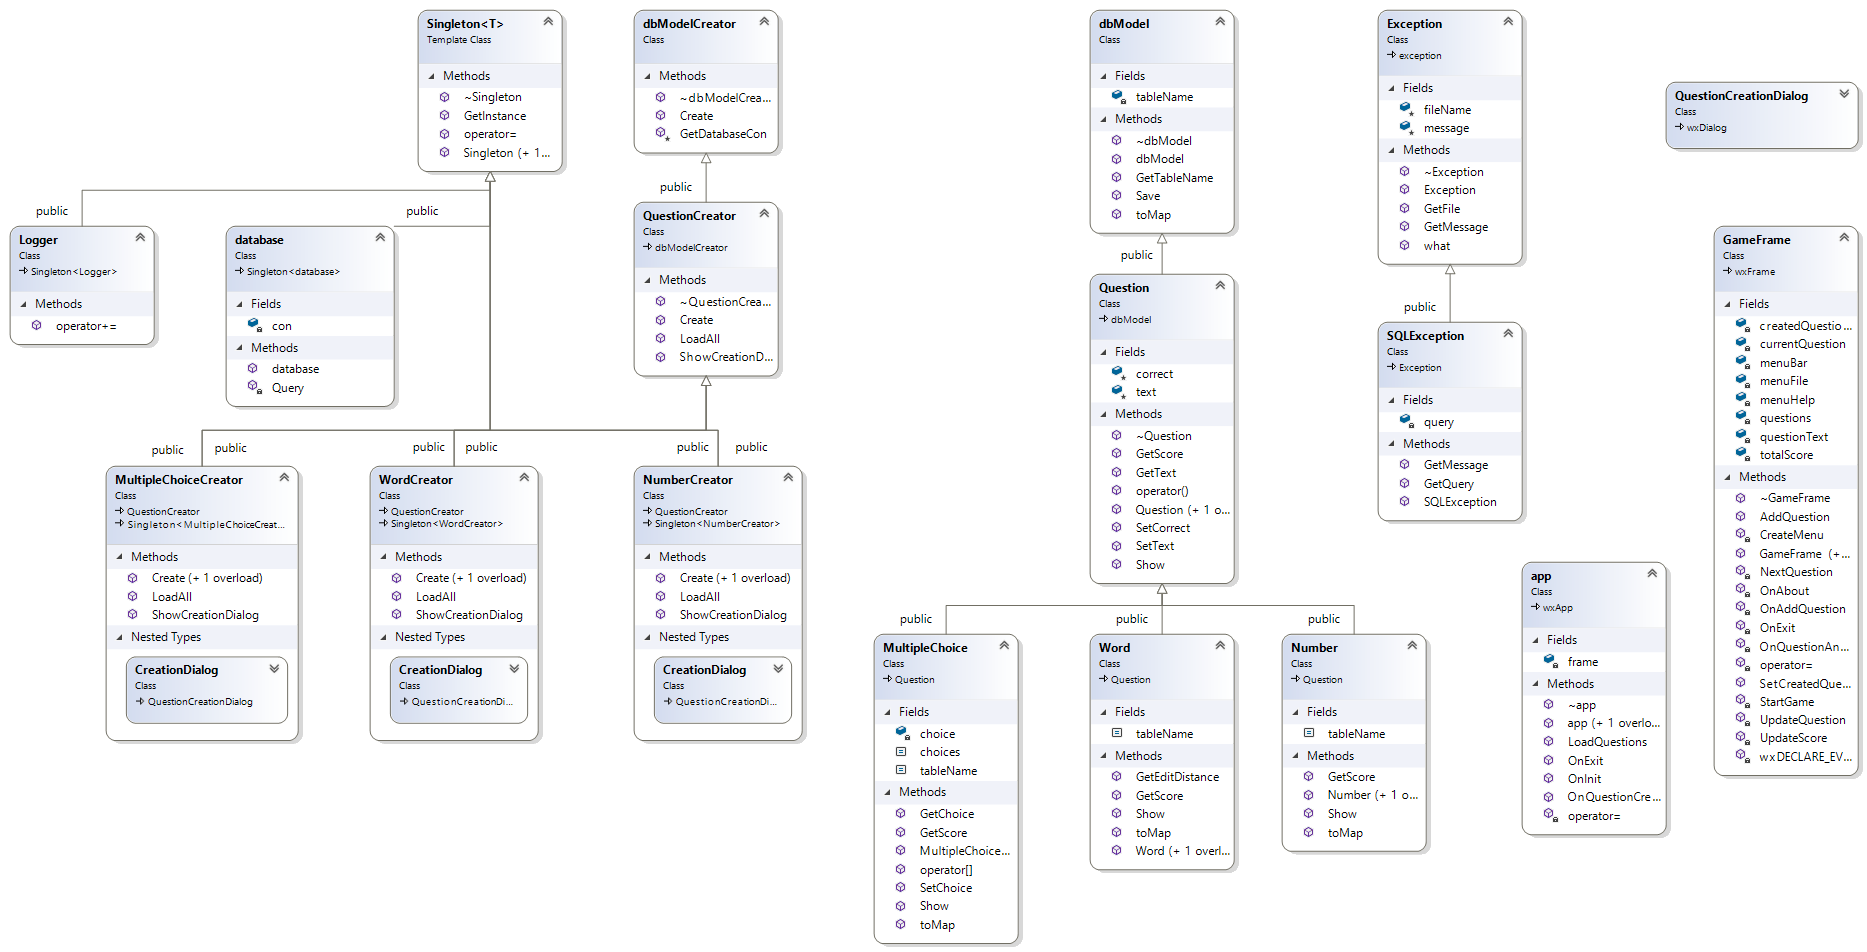 Singleton<T>
Template Class
Methods
~Singleton
GetInstance
operator=
Singleton (+ 1...
dbModelCreator
Class
Methods
~dbModelCrea...
Create
GetDatabaseCon
dbModel
Class
Fields
tableName
Methods
~dbModel
dbModel
GetTableName
Save
toMap
Exception
Class
exception
Fields
fileName
message
Methods
~Exception
Exception
GetFile
GetMessage
what
QuestionCreationDialog
Class
wxDialog
public
public
public
public
public
Logger
Class
Singleton<Logger>
Methods
operator+=
database
Class
Singleton<database>
Fields
con
Methods
database
Query
QuestionCreator
Class
dbModelCreator
Methods
~QuestionCrea...
Create
LoadAll
ShowCreationD...
Question
Class
dbModel
Fields
correct
text
Methods
~Question
GetScore
GetText
operator()
Question (+ 1 o...
SetCorrect
SetText
Show
SQLException
Class
Exception
Fields
query
Methods
GetMessage
GetQuery
SQLException
GameFrame
Class
wxFrame
Fields
createdQuestio...
currentQuestion
menuBar
menuFile
menuHelp
questions
questionText
totalScore
Methods
~GameFrame
AddQuestion
CreateMenu
GameFrame (+...
NextQuestion
OnAbout
OnAddQuestion
OnExit
OnQuestionAn...
operator=
SetCreatedQue...
StartGame
UpdateQuestion
UpdateScore
wxDECLARE_EV...
public
public
public
public
public
public
MultipleChoiceCreator
Class
QuestionCreator
Singleton<MultipleChoiceCreat...
Methods
Create (+ 1 overload)
LoadAll
ShowCreationDialog
Nested Types
CreationDialog
Class
QuestionCreationDialog
WordCreator
Class
QuestionCreator
Singleton<WordCreator>
Methods
Create (+ 1 overload)
LoadAll
ShowCreationDialog
Nested Types
CreationDialog
Class
QuestionCreationDi...
NumberCreator
Class
QuestionCreator
Singleton<NumberCreator>
Methods
Create (+ 1 overload)
LoadAll
ShowCreationDialog
Nested Types
CreationDialog
Class
QuestionCreationDi...
public
public
public
MultipleChoice
Class
Question
Fields
choice
choices
tableName
Methods
GetChoice
GetScore
MultipleChoice...
operator[]
SetChoice
Show
toMap
Word
Class
Question
Fields
tableName
Methods
GetEditDistance
GetScore
Show
toMap
Word (+ 1 overl...
Number
Class
Question
Fields
tableName
Methods
GetScore
Number (+ 1 o...
Show
toMap
app
Class
wxApp
Fields
frame
Methods
~app
app (+ 1 overlo...
LoadQuestions
OnExit
OnInit
OnQuestionCre...
operator=